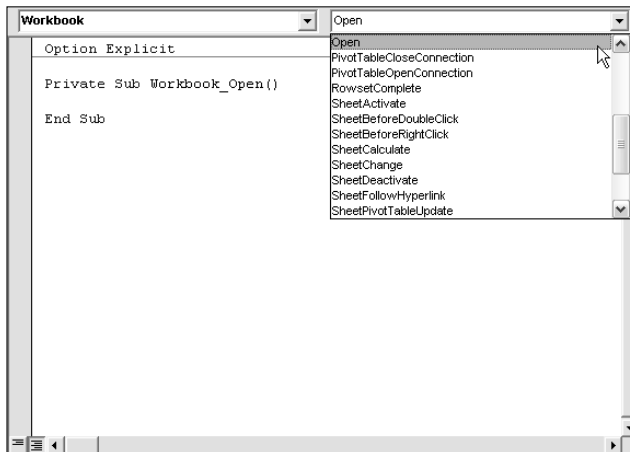 Workbook
Open
Option Explicit
Private Sub Workbook_Open()
End Sub
Open
PivotTableCloseConnection
PivotTableOpenConnection
RowsetComplete
SheetActivate
SheetBeforeDoubleClick
SheetBeforeRightClick
SheetCalculate
SheetChange
SheetDeactivate
SheetFollowHyperlink
SheetPivotTableUpdate